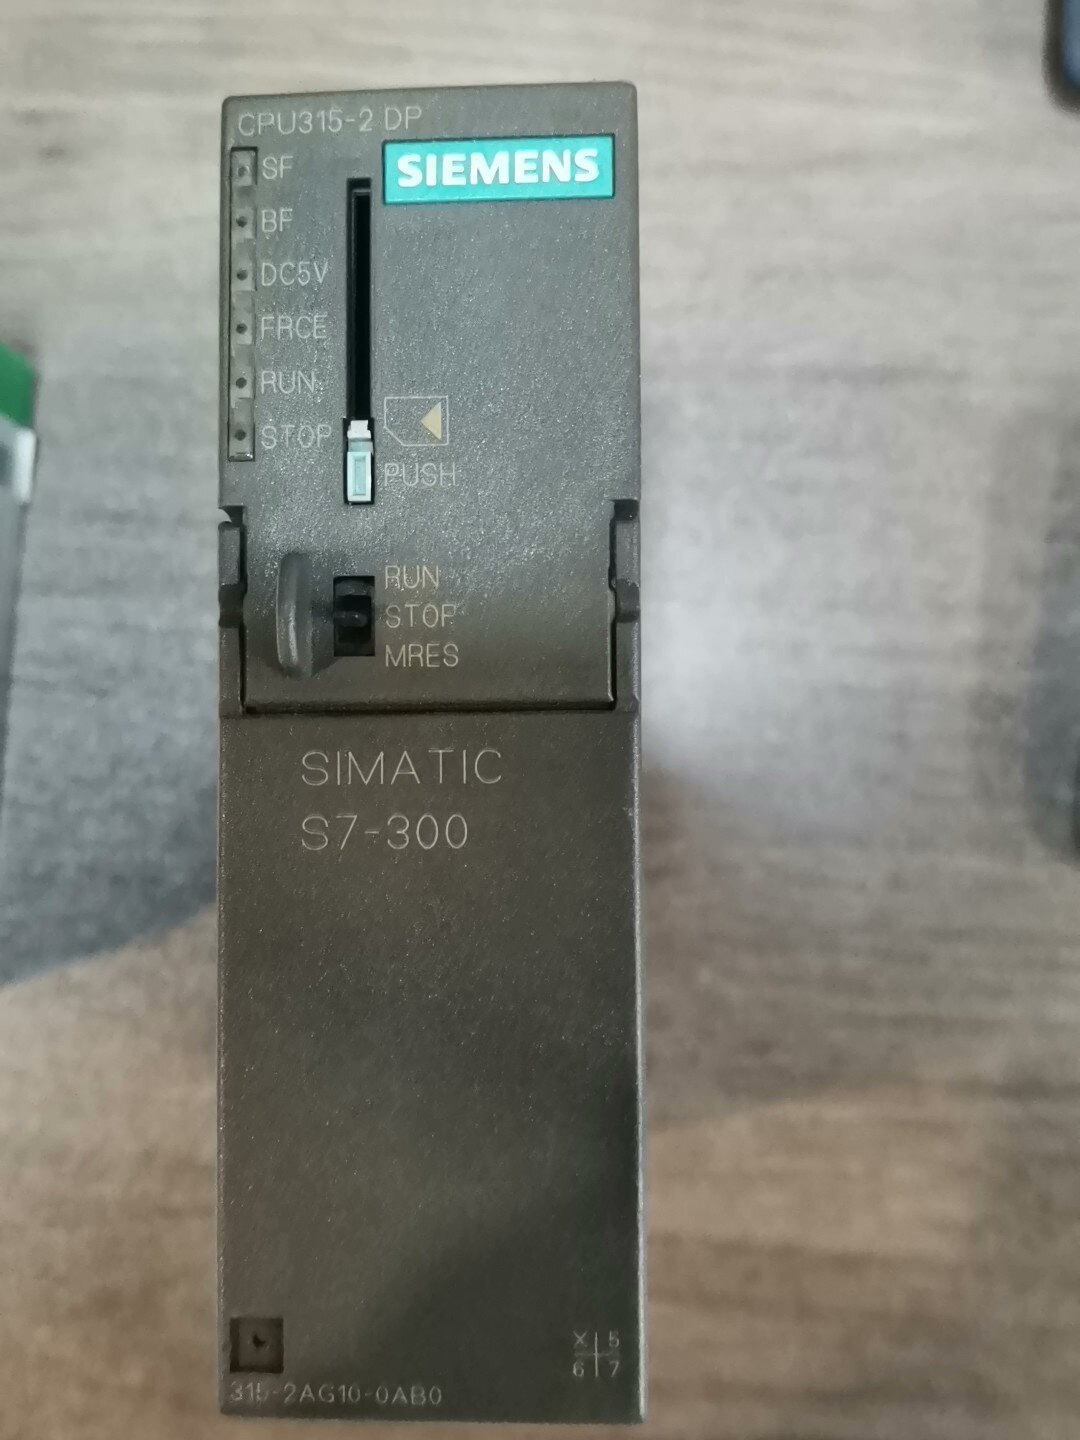 CPU315-2 DP
SIEMENS
SF
BF
DC5V
FRCE
RUN
STOP
PUSH
RUN
STOP
MRES
SIMATIC
S7-300
X 5
6 7
315-2AG10-0AB0